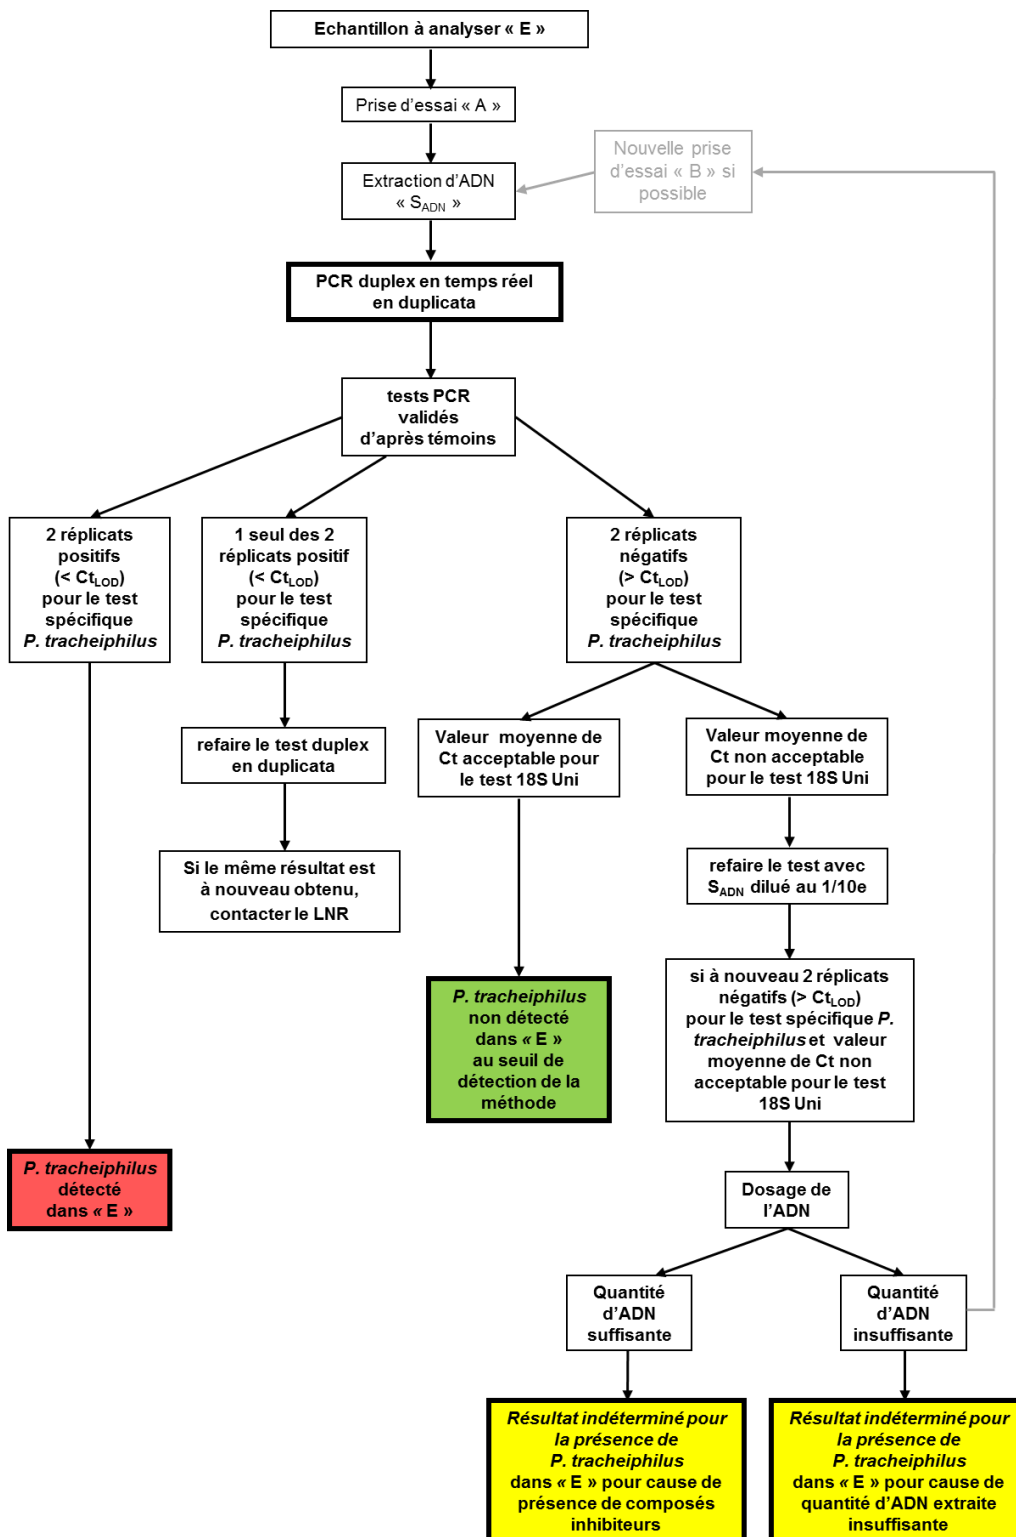 Echantillon à analyser « E »
Prise d'essai « A »
Nouvelle prise
d'essai « B » si
possible
Extraction d'ADN
« SADN »
PCR duplex en temps réel
en duplicata
tests PCR
validés
d'après témoins
2 réplicats
positifs
(< CtLOD)
pour le test
spécifique
P. tracheiphilus
1 seul des 2
réplicats positif
(< CtLOD)
pour le test
spécifique
P. tracheiphilus
2 réplicats
négatifs
(> CtLOD)
pour le test
spécifique
P. tracheiphilus
refaire le test duplex
en duplicata
Valeur moyenne de
Ct acceptable pour
le test 18S Uni
Valeur moyenne de
Ct non acceptable
pour le test 18S Uni
Si le même résultat est
à nouveau obtenu,
contacter le LNR
refaire le test avec
SADN dilué au 1/10e
P. tracheiphilus
non détecté
dans « E »
au seuil de
détection de la
méthode
si à nouveau 2 réplicats
négatifs (> CtLOD)
pour le test spécifique P.
tracheiphilus et valeur
moyenne de Ct non
acceptable pour le test
18S Uni
P. tracheiphilus
détecté
dans « E »
Dosage de
l'ADN
Quantité
d'ADN
suffisante
Quantité
d'ADN
insuffisante
Résultat indéterminé pour
la présence de
P. tracheiphilus
dans « E » pour cause de
présence de composés
inhibiteurs
Résultat indéterminé pour
la présence de
P. tracheiphilus
dans « E » pour cause de
quantité d'ADN extraite
insuffisante